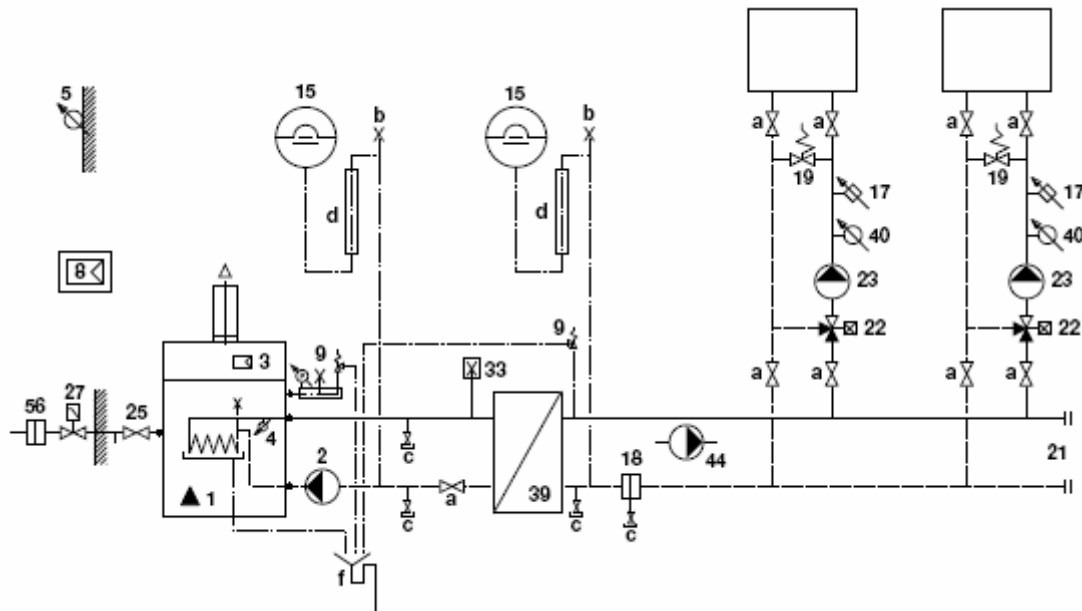 5 15 b 15 b a a a a
19 19
d d 17 17
40 40
8 23 23
9 22 22
3 9 33 a a a a
56 27 25
4 2 c 18 44 21
1 a 39
c c c
f